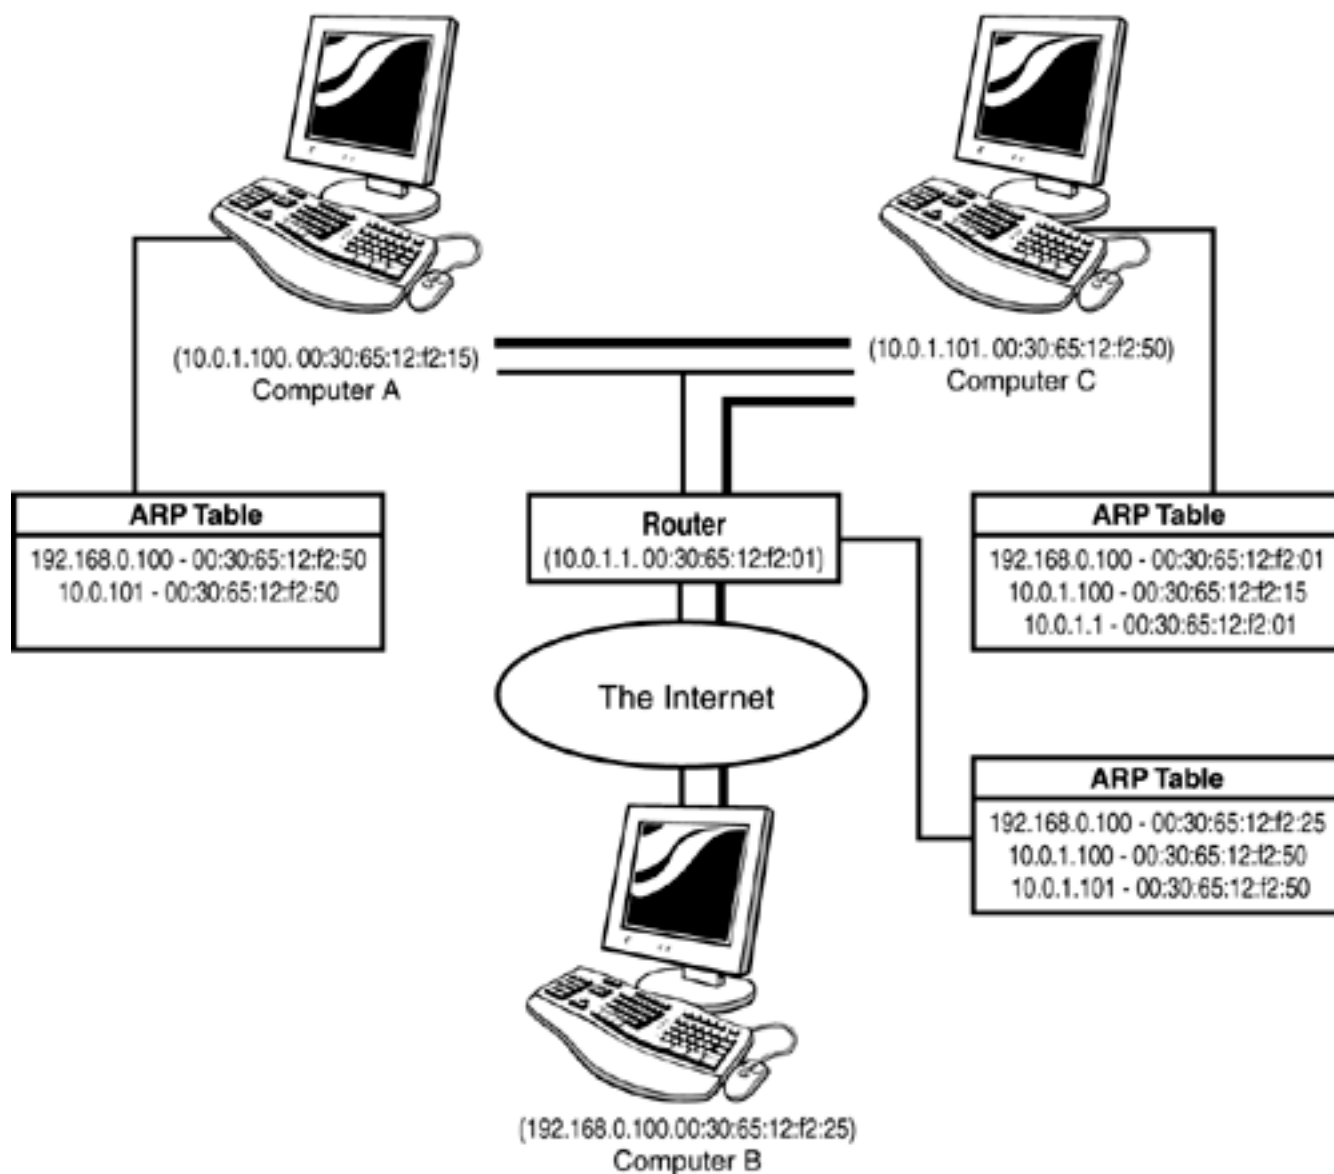 (10.0.1.100. 00:30:65:12:f2:15)
Computer A
(10.0.1.101. 00:30:65:12:f2:50)
Computer C
ARP Table
192.168.0.100 - 00:30:65:12:f2:50
10.0.101 - 00:30:65:12:f2:50
Router
(10.0.1.1. 00:30:65:12:f2:01)
ARP Table
192.168.0.100 - 00:30:65:12:f2:01
10.0.1.100 - 00:30:65:12:f2:15
10.0.1.1 - 00:30:65:12:f2:01
The Internet
ARP Table
192.168.0.100 - 00:30:65:12:f2:25
10.0.1.100 - 00:30:65:12:f2:50
10.0.1.101 - 00:30:65:12:f2:50
(192.168.0.100.00:30:65:12:f2:25)
Computer B